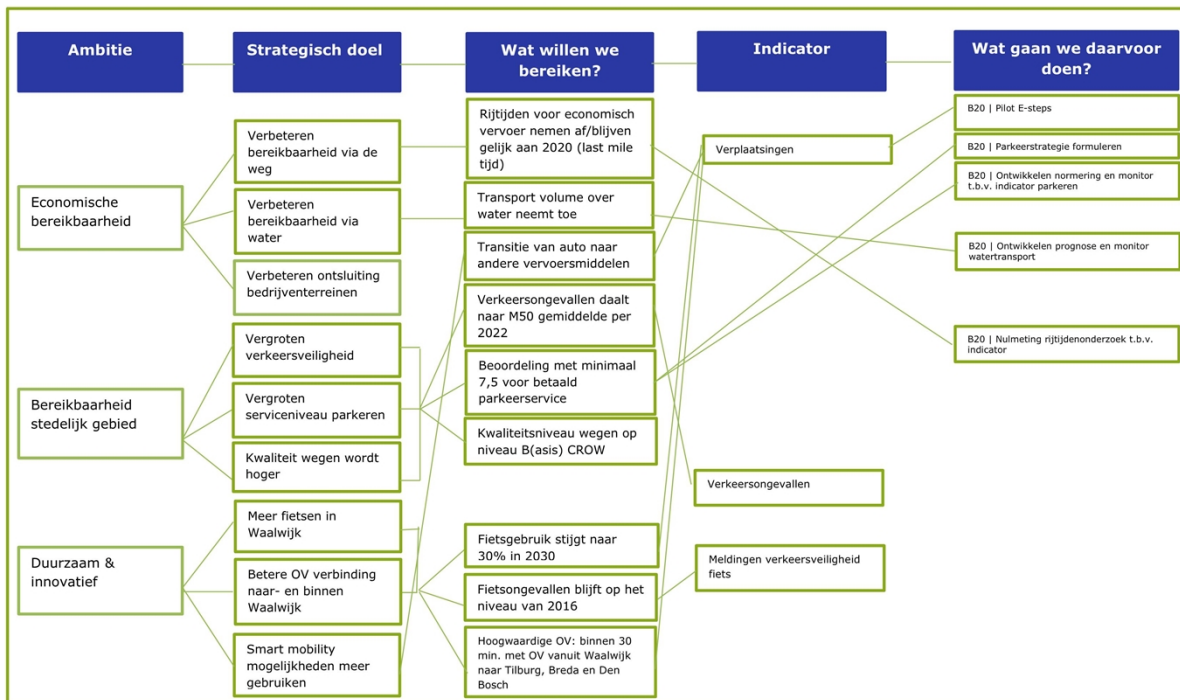 Ambitie
Strategisch doel
Wat willen we
bereiken?
Indicator
Wat gaan we daarvoor
doen?
Economische
bereikbaarheid
Bereikbaarheid
stedelijk gebied
Duurzaam &
innovatief
Verbeteren
bereikbaarheid via de
weg
Verbeteren
bereikbaarheid via
water
Verbeteren ontsluiting
bedrijventerreinen
Vergroten
verkeersveiligheid
Vergroten
serviceniveau parkeren
Kwaliteit wegen wordt
hoger
Meer fietsen in
Waalwijk
Betere OV verbinding
naar- en binnen
Waalwijk
Smart mobility
mogelijkheden meer
gebruiken
Rijtijden voor economisch
vervoer nemen af/blijven
gelijk aan 2020 (last mile
tijd)
Transport volume over
water neemt toe
Transitie van auto naar
andere vervoersmiddelen
Verkeersongevallen daalt
naar M50 gemiddelde per
2022
Beoordeling met minimaal
7,5 voor betaald
parkeerservice
Kwaliteitsniveau wegen op
niveau B(asis) CROW
Fietsgebruik stijgt naar
30% in 2030
Fietsongevallen blijft op het
niveau van 2016
Hoogwaardige OV: binnen 30
min. met OV vanuit Waalwijk
naar Tilburg, Breda en Den
Bosch
Verplaatsingen
Verkeersongevallen
Meldingen verkeersveiligheid
fiets
B20 | Pilot E-steps
B20 | Parkeerstrategie formuleren
B20 | Ontwikkelen normering en monitor
t.b.v. indicator parkeren
B20 | Ontwikkelen prognose en monitor
watertransport
B20 | Nulmeting rijtijdenonderzoek t.b.v.
indicator